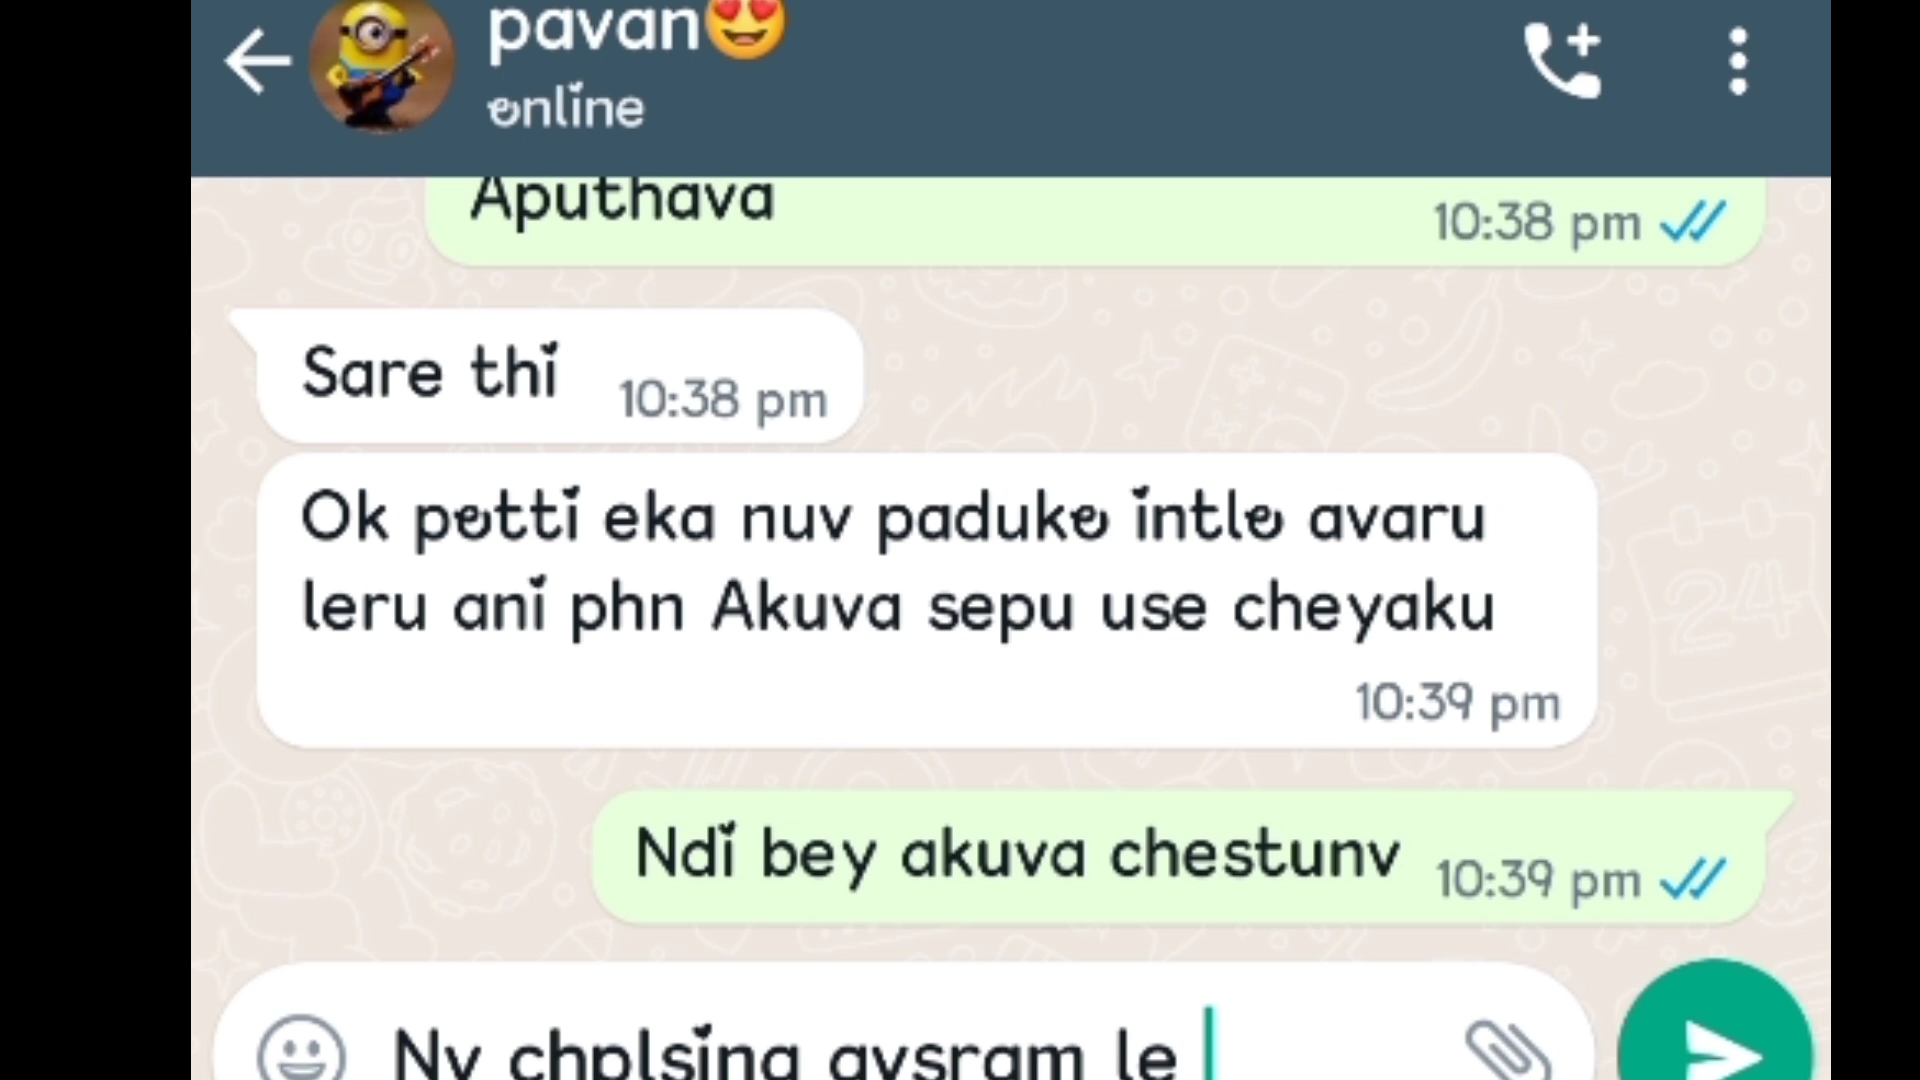 pavan😍
online
Aputhava
10:38 pm
Sare thi
10:38 pm
Ok potti eka nuv paduko intlo avaru
leru ani phn Akuva sepu use cheyaku
10:39 pm
Ndi bey akuva chestunv
10:39 pm
Nv chplsina avsram le